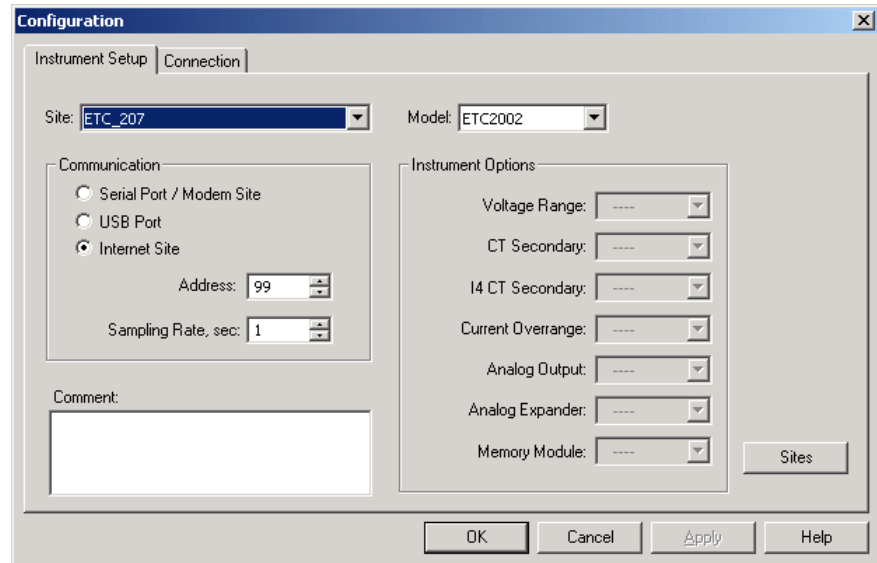 Configuration
Instrument Setup
Connection
Site: ETC_207
Model: ETC2002
Communication
Serial Port / Modem Site
USB Port
Internet Site
Address: 99
Sampling Rate, sec: 1
Comment:
Instrument Options
Voltage Range: ----
CT Secondary: ----
I4 CT Secondary: ----
Current Overrange: ----
Analog Output: ----
Analog Expander: ----
Memory Module: ----
Sites
OK
Cancel
Apply
Help